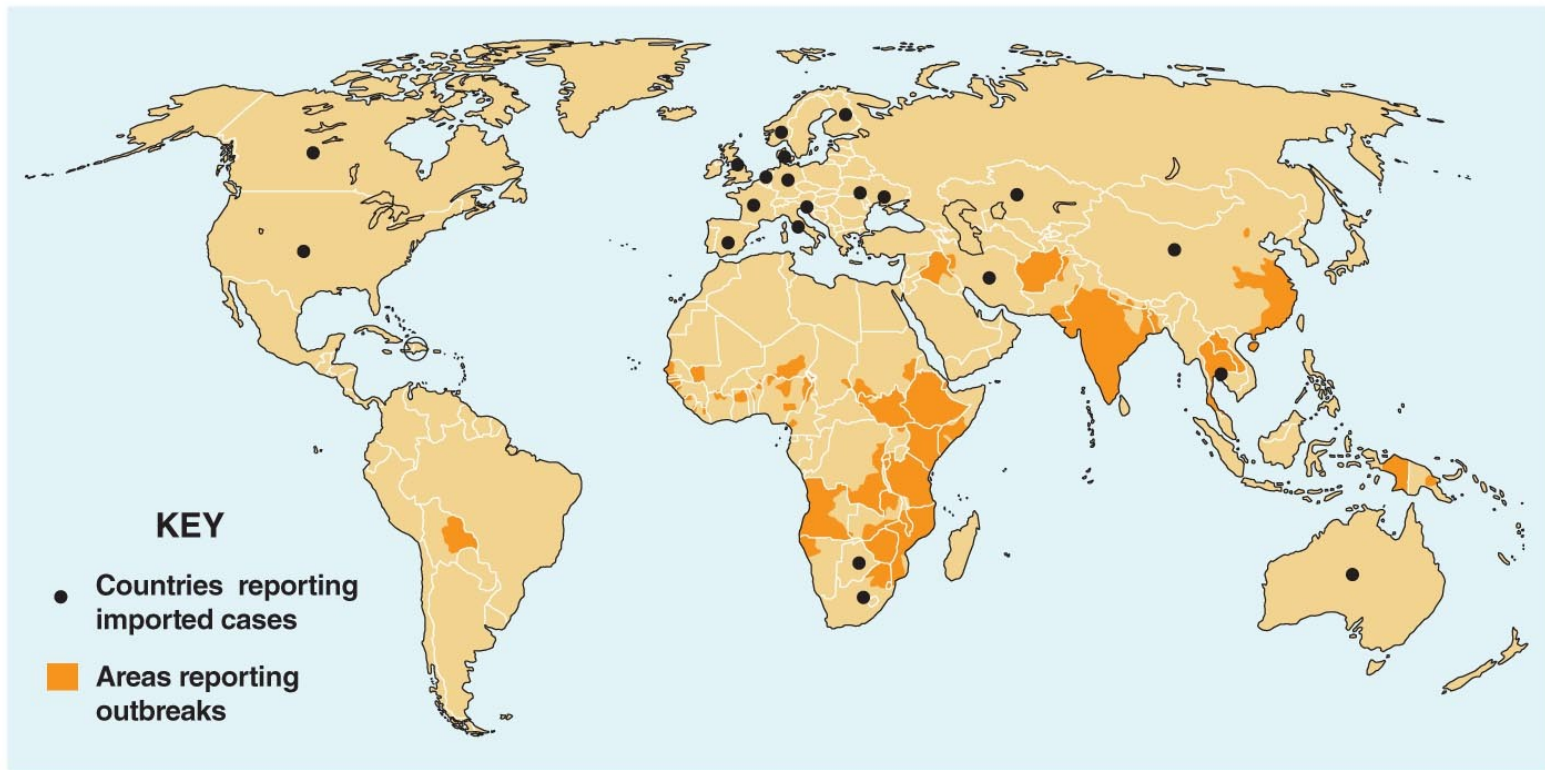 KEY
Countries reporting
imported cases
Areas reporting
outbreaks